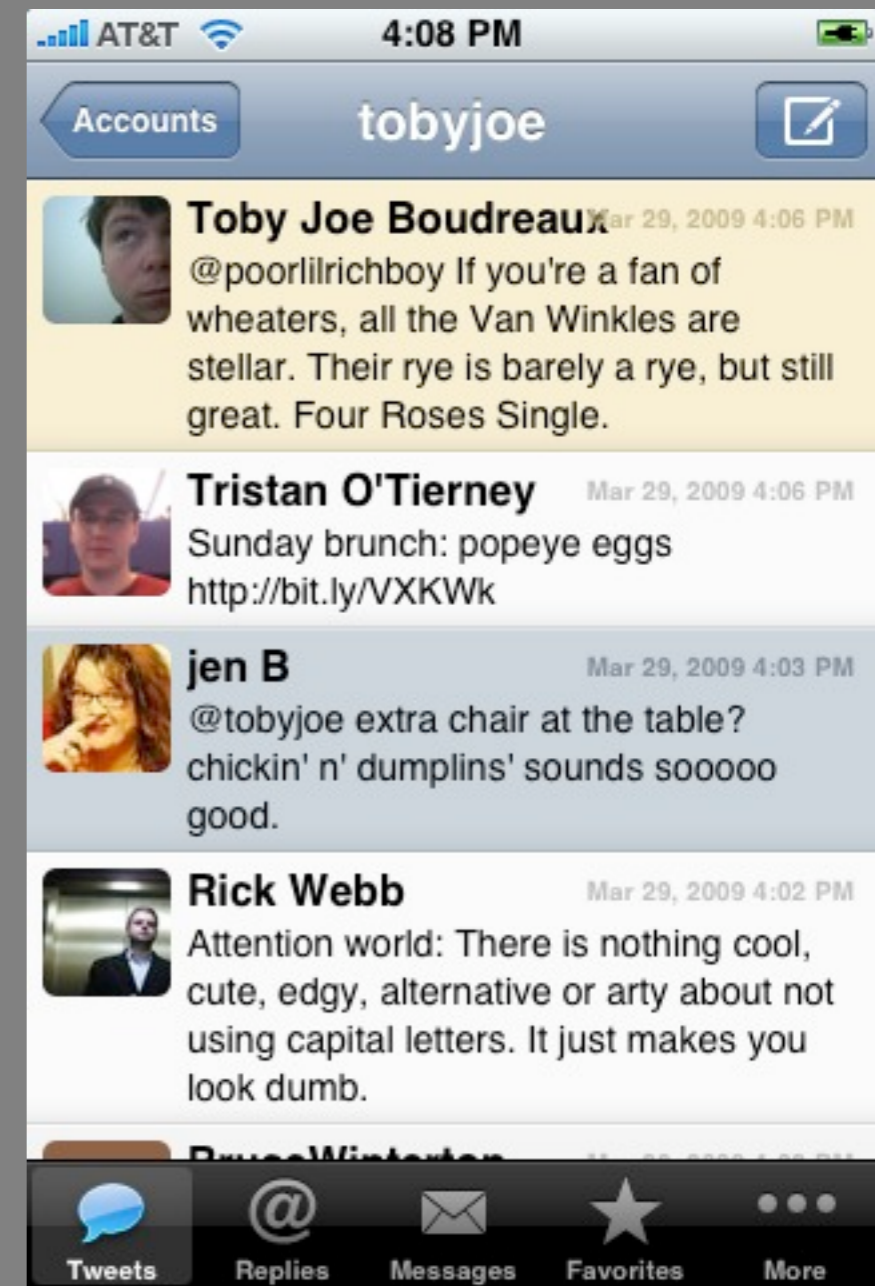 AT&T 4:08 PM
Accounts tobyjoe
Toby Joe Boudreaux Mar 29, 2009 4:06 PM
@poorlilrichboy If you're a fan of
wheaters, all the Van Winkles are
stellar. Their rye is barely a rye, but still
great. Four Roses Single.
Tristan O'Tierney Mar 29, 2009 4:06 PM
Sunday brunch: popeye eggs
http://bit.ly/VXKWk
jen B Mar 29, 2009 4:03 PM
@tobyjoe extra chair at the table?
chickin' n' dumplins' sounds sooooo
good.
Rick Webb Mar 29, 2009 4:02 PM
Attention world: There is nothing cool,
cute, edgy, alternative or arty about not
using capital letters. It just makes you
look dumb.
BruceWinterton
Tweets Replies Messages Favorites More